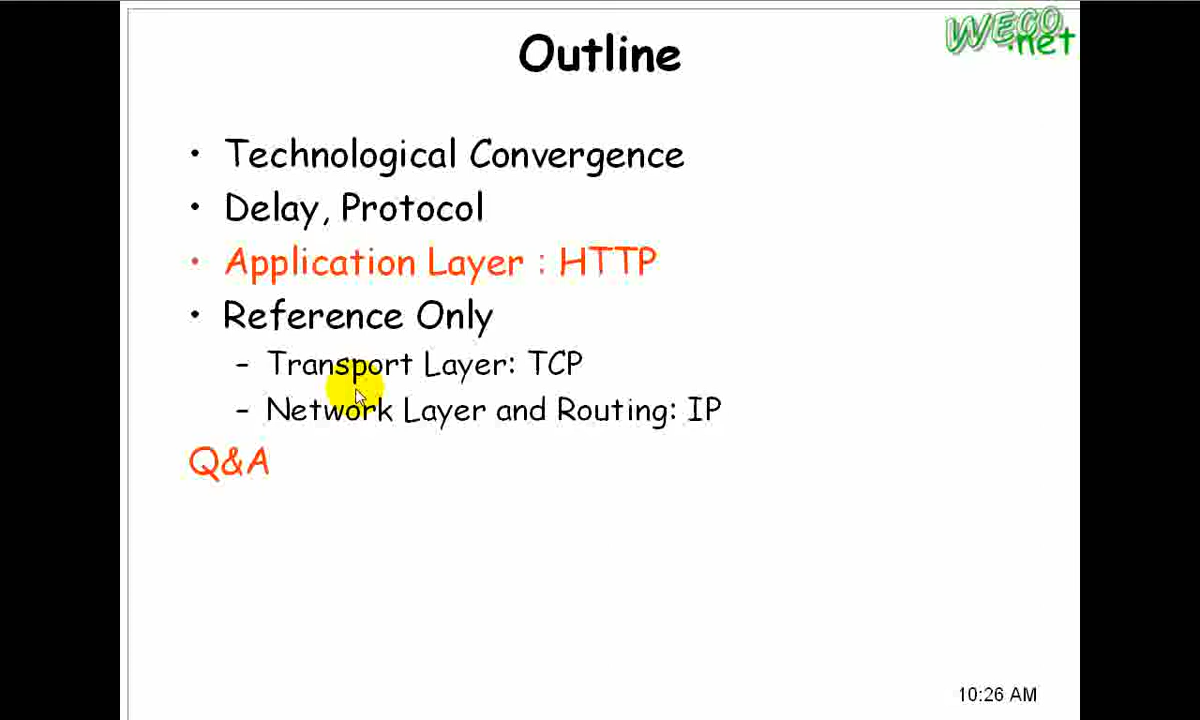 WECO
.net
Outline
• Technological Convergence
• Delay, Protocol
• Application Layer : HTTP
• Reference Only
– Transport Layer: TCP
– Network Layer and Routing: IP
Q&A
10:26 AM